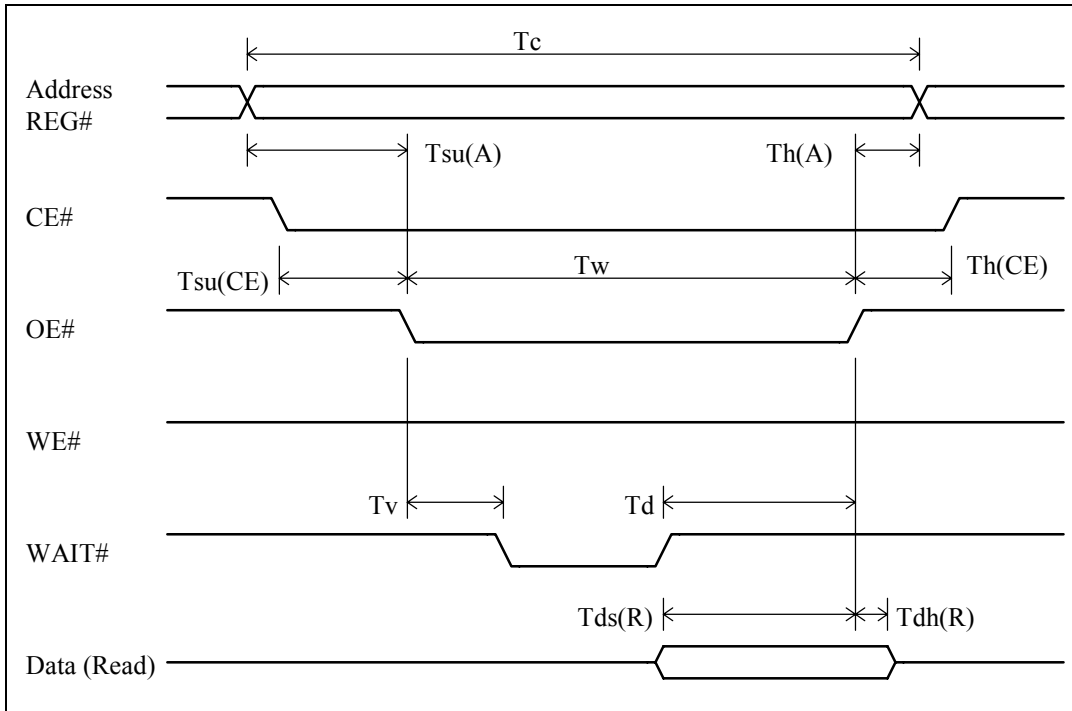 Tc
Address
REG#
Tsu(A)
Th(A)
CE#
Tsu(CE)
Tw
Th(CE)
OE#
WE#
Tv
Td
WAIT#
Tds(R)
Tdh(R)
Data (Read)